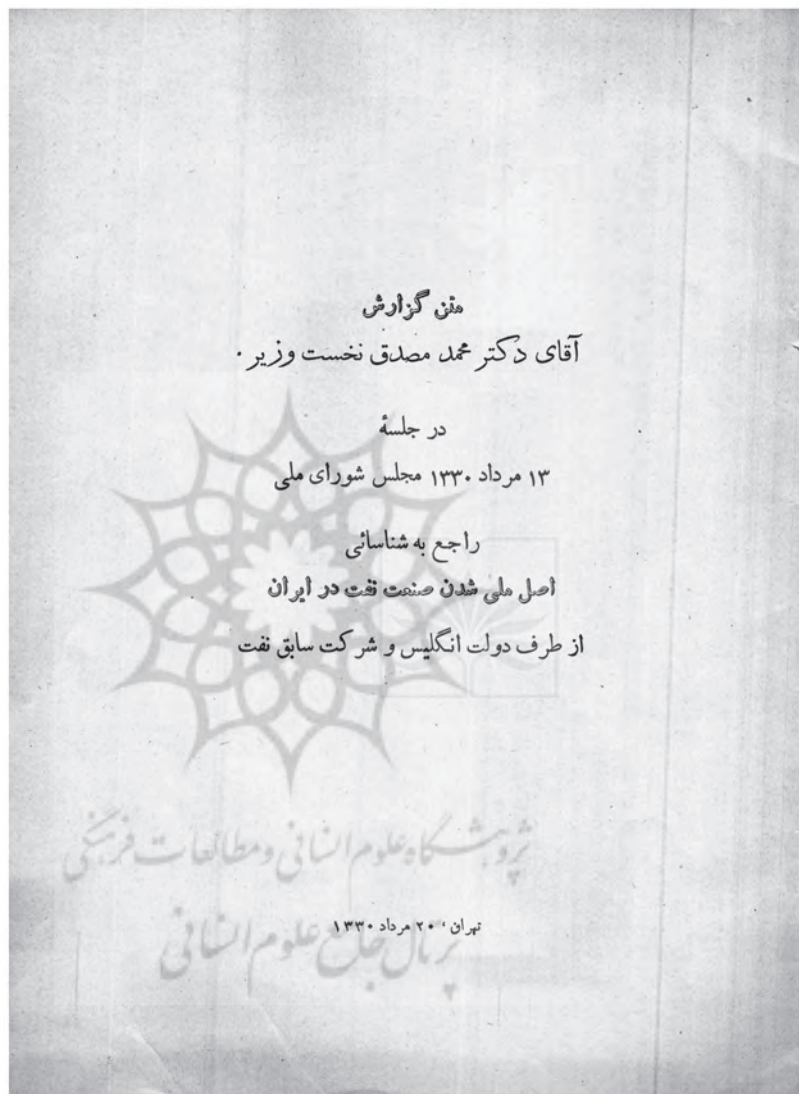 متن گزارش
آقای دکتر محمد مصدق نخست وزیر .
در جلسهٔ
۱۳ مرداد ۱۳۳۰ مجلس شورای ملی
راجع به شناسائی
اصل ملی شدن صنعت نفت در ایران
از طرف دولت انگلیس و شرکت سابق نفت
پژوهشگاه علوم انسانی و مطالعات فرهنگی
تهران ، ۲۰ مرداد ۱۳۳۰
پرتال جامع علوم انسانی